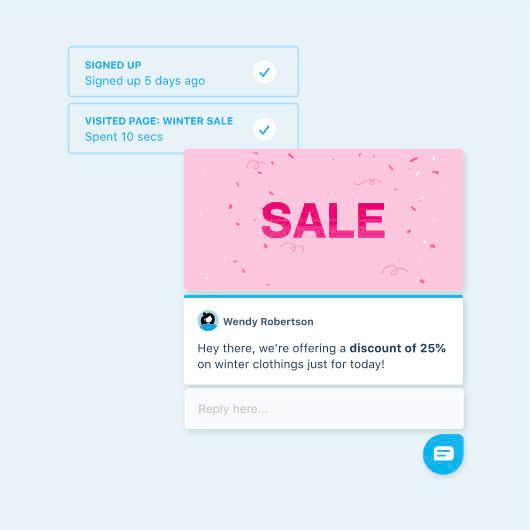 SIGNED UP
Signed up 5 days ago
VISITED PAGE: WINTER SALE
Spent 10 secs
SALE
Wendy Robertson
Hey there, we’re offering a discount of 25%
on winter clothings just for today!
Reply here...